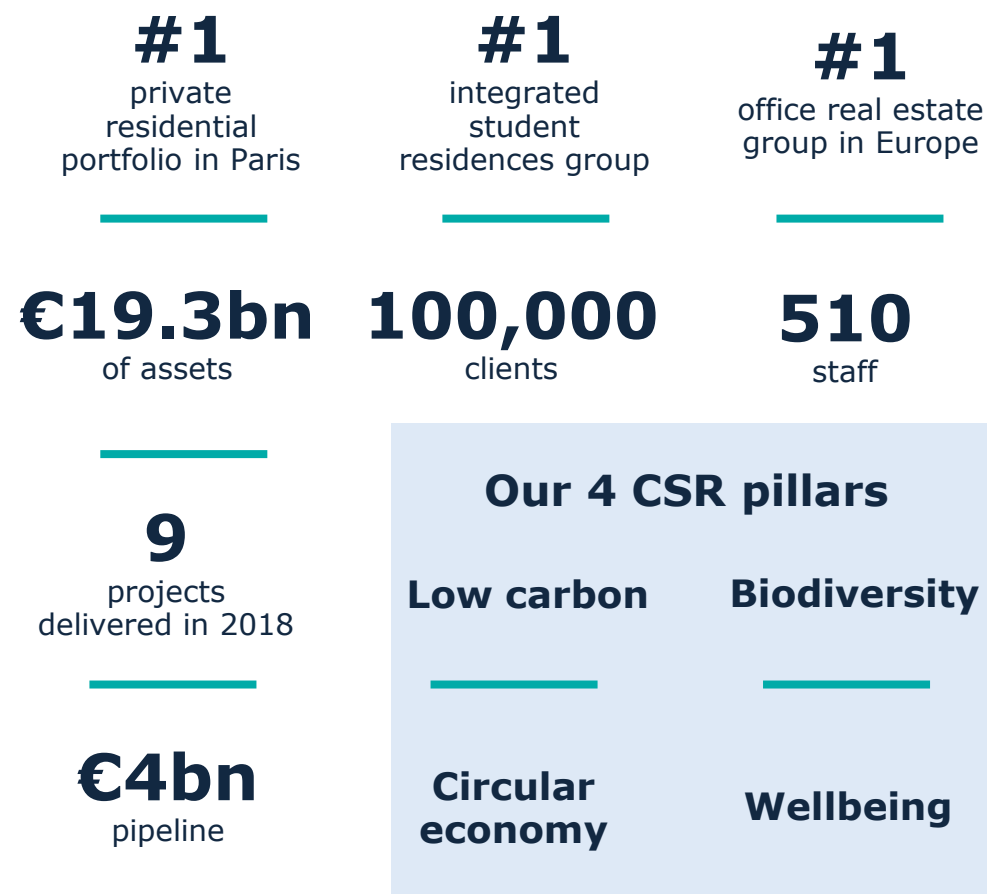 #1
private
residential
portfolio in Paris
#1
integrated
student
residences group
#1
office real estate
group in Europe
€19.3bn
of assets
100,000
clients
510
staff
9
projects
delivered in 2018
€4bn
pipeline
Our 4 CSR pillars
Low carbon
Biodiversity
Circular
economy
Wellbeing